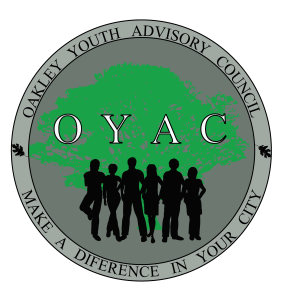 OAKLEY YOUTH ADVISORY COUNCIL
OYAC
MAKE A DIFERENCE IN YOUR CITY